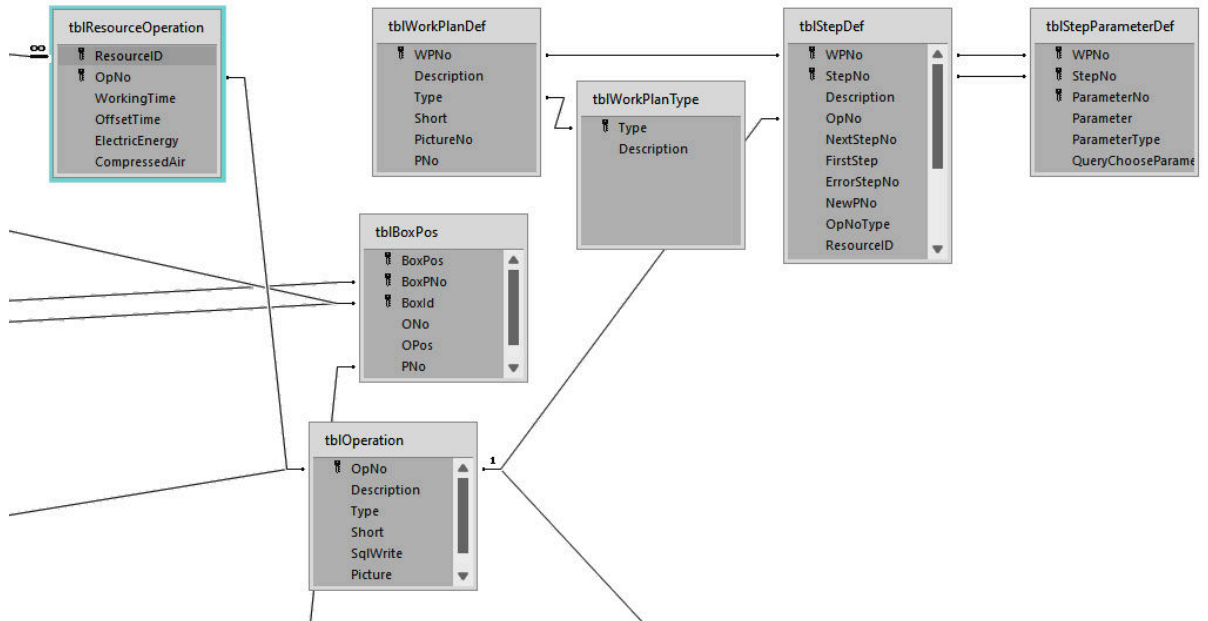 tblResourceOperation
∞
ResourceID
OpNo
WorkingTime
OffsetTime
ElectricEnergy
CompressedAir
tblWorkPlanDef
WPNo
Description
Type
Short
PictureNo
PNo
tblWorkPlanType
Type
Description
tblStepDef
WPNo
StepNo
Description
OpNo
NextStepNo
FirstStep
ErrorStepNo
NewPNo
OpNoType
ResourceID
tblStepParameterDef
WPNo
StepNo
ParameterNo
Parameter
ParameterType
QueryChooseParame
tblBoxPos
BoxPos
BoxPNo
BoxId
ONo
OPos
PNo
tblOperation
1
OpNo
Description
Type
Short
SqlWrite
Picture